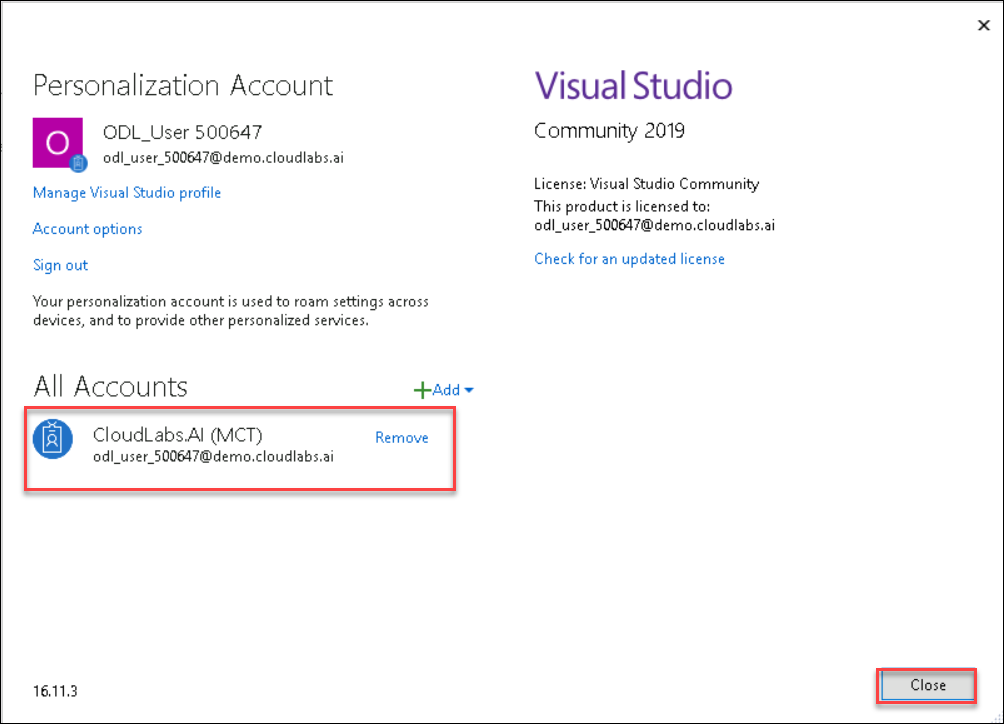 Personalization Account
O
ODL_User 500647
odl_user_500647@demo.cloudlabs.ai
Manage Visual Studio profile
Account options
Sign out
Your personalization account is used to roam settings across
devices, and to provide other personalized services.
All Accounts
Add
CloudLabs.AI (MCT)
Remove
odl_user_500647@demo.cloudlabs.ai
16.11.3
Visual Studio
Community 2019
License: Visual Studio Community
This product is licensed to:
odl_user_500647@demo.cloudlabs.ai
Check for an updated license
Close